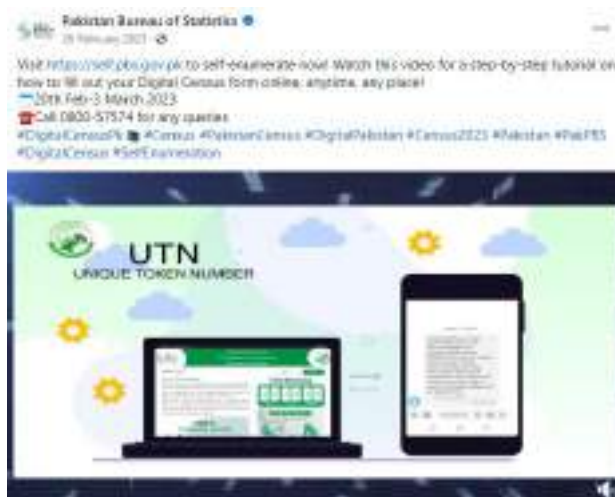 Pakistan Bureau of Statistics
February 2023
Visit https://self.pbs.gov.pk to self-enumerate now! Watch this video for a step-by-step tutorial on
how to fill out your Digital Census form online, anytime, any place!
20th Feb-3 March 2023
Call 0800-57574 for any queries
#DigitalCensusPk #Census #PakistanCensus #DigitalPakistan #Census2023 #Pakistan #PakPBS
#DigitalCensus #SelfEnumeration
UTN
UNIQUE TOKEN NUMBER